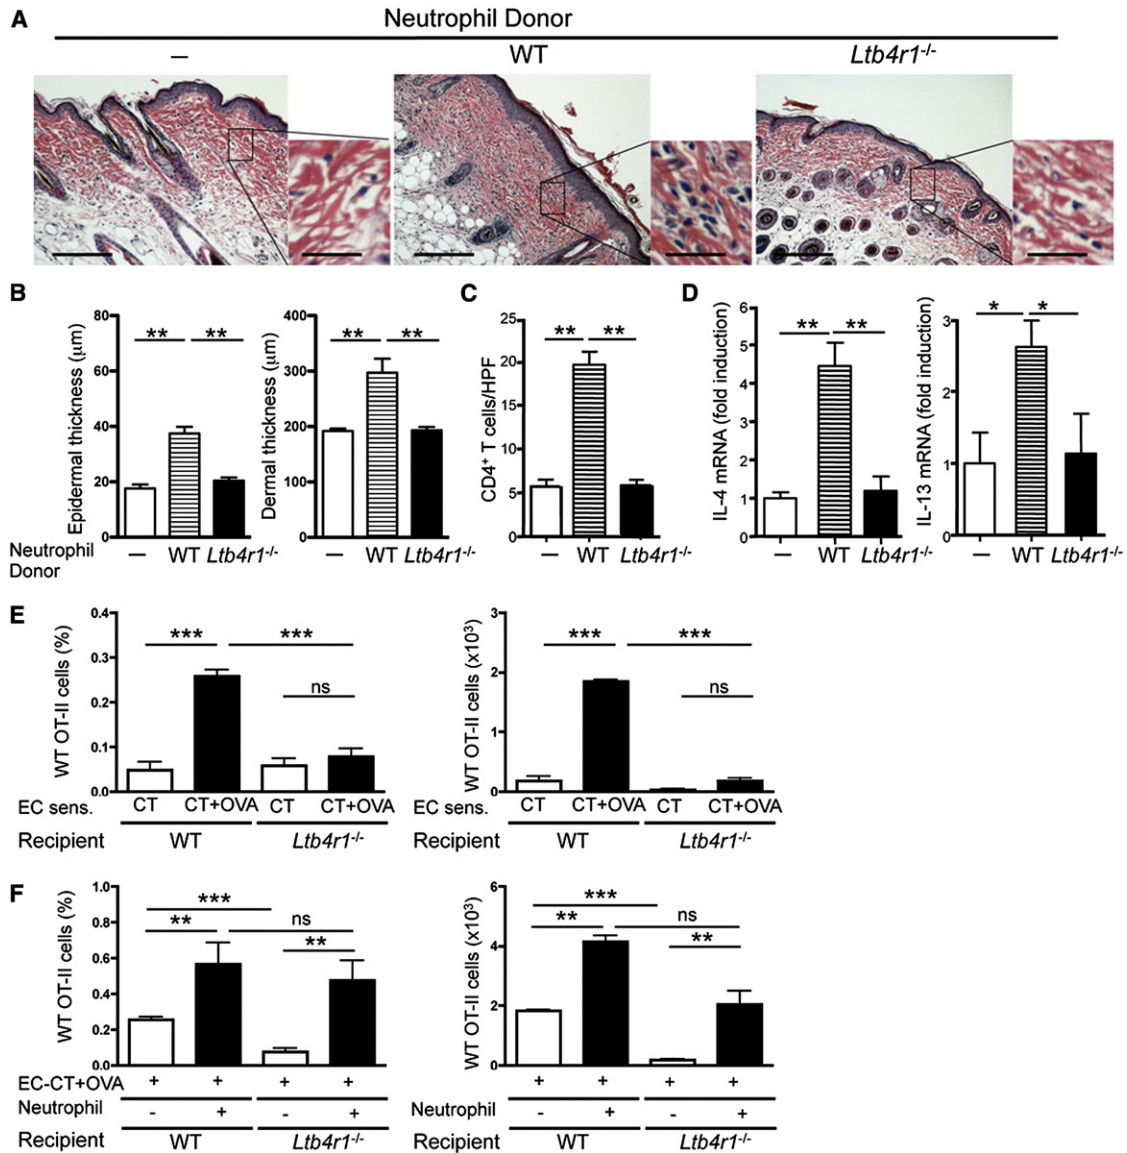 A
Neutrophil Donor
— WT Ltb4r1-/-
B
Epidermal thickness (μm)
80
60
40
20
0
** **
Dermal thickness (μm)
400
300
200
100
0
** **
Neutrophil Donor
— WT Ltb4r1-/-
— WT Ltb4r1-/-
C
CD4+ T cells/HPF
25
20
15
10
5
0
** **
— WT Ltb4r1-/-
D
IL-4 mRNA (fold induction)
6
5
4
3
2
1
0
** **
— WT Ltb4r1-/-
IL-13 mRNA (fold induction)
3
2
1
0
* *
— WT Ltb4r1-/-
E
WT OT-II cells (%)
0.4
0.3
0.2
0.1
0.0
*** ***
ns
EC sens. CT CT+OVA CT CT+OVA
Recipient WT Ltb4r1-/-
WT OT-II cells (x10³)
3
2
1
0
*** ***
ns
EC sens. CT CT+OVA CT CT+OVA
Recipient WT Ltb4r1-/-
F
WT OT-II cells (%)
1.0
0.8
0.6
0.4
0.2
0.0
***
** ns
**
EC-CT+OVA + + + +
Neutrophil - + - +
Recipient WT Ltb4r1-/-
WT OT-II cells (x10³)
6
4
2
0
***
** ns
**
+ + + +
Neutrophil - + - +
Recipient WT Ltb4r1-/-